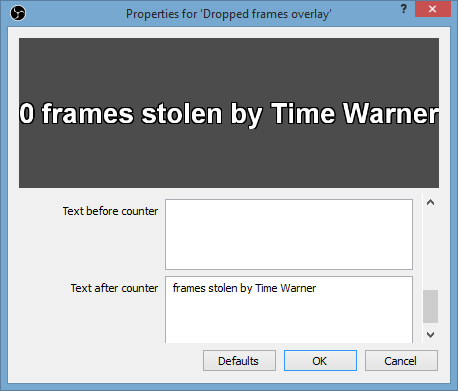 Properties for 'Dropped frames overlay'
0 frames stolen by Time Warner
Text before counter
Text after counter
frames stolen by Time Warner
Defaults
OK
Cancel